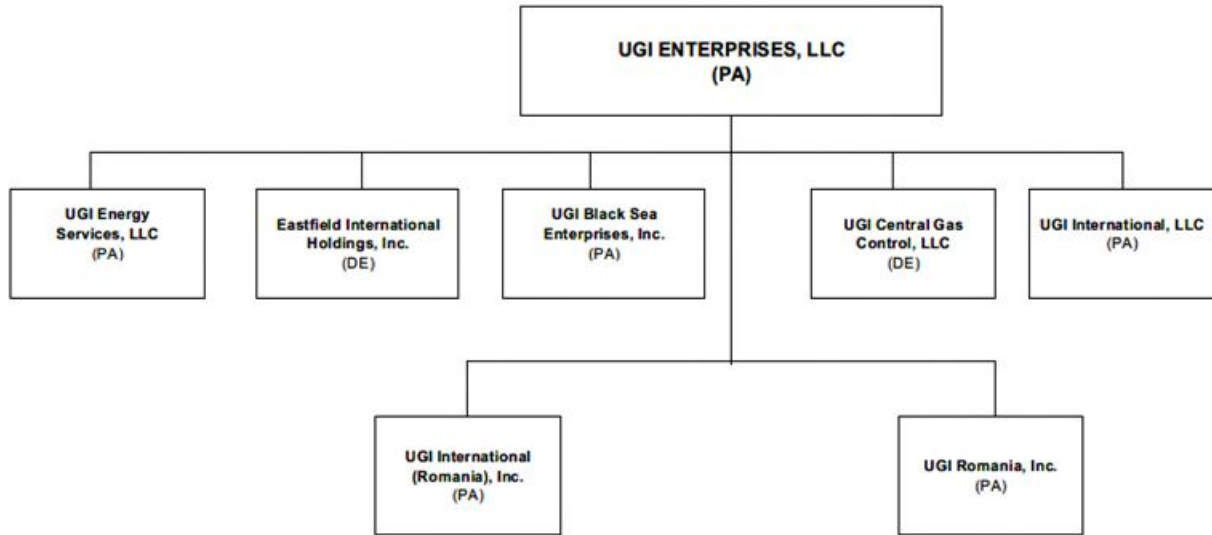 UGI ENTERPRISES, LLC
(PA)
UGI Energy
Services, LLC
(PA)
Eastfield International
Holdings, Inc.
(DE)
UGI Black Sea
Enterprises, Inc.
(PA)
UGI Central Gas
Control, LLC
(DE)
UGI International, LLC
(PA)
UGI International
(Romania), Inc.
(PA)
UGI Romania, Inc.
(PA)